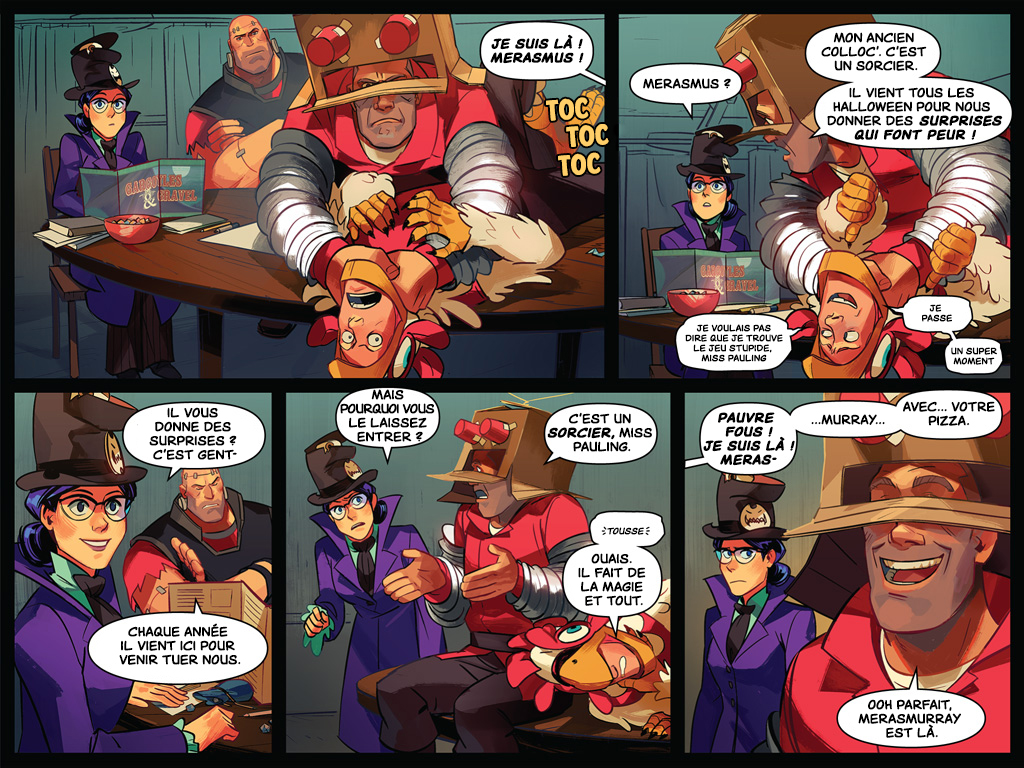 JE SUIS LÀ !
MERASMUS !
TOC
TOC
TOC
GARGOYLES
& GRAVEL
MERASMUS ?
MON ANCIEN
COLLOC'. C'EST
UN SORCIER.
IL VIENT TOUS LES
HALLOWEEN POUR NOUS
DONNER DES SURPRISES
QUI FONT PEUR !
GARGOYLES
& GRAVEL
JE VOULAIS PAS
DIRE QUE JE TROUVE
LE JEU STUPIDE,
MISS PAULING
JE
PASSE
UN SUPER
MOMENT
IL VOUS
DONNE DES
SURPRISES ?
C'EST GENT-
CHAQUE ANNÉE
IL VIENT ICI POUR
VENIR TUER NOUS.
MAIS
POURQUOI VOUS
LE LAISSEZ
ENTRER ?
C'EST UN
SORCIER, MISS
PAULING.
TOUSSE
OUAIS.
IL FAIT DE
LA MAGIE
ET TOUT.
PAUVRE
FOUS !
JE SUIS LÀ !
MERAS-
...MURRAY...
AVEC... VOTRE
PIZZA.
OOH PARFAIT,
MERASMURRAY
EST LÀ.